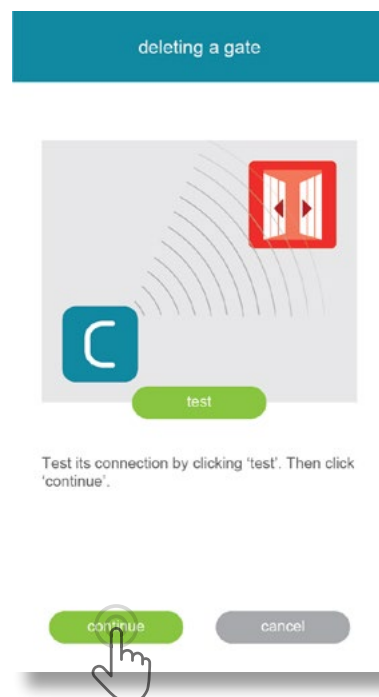 deleting a gate
test
Test its connection by clicking 'test'. Then click
'continue'.
continue
cancel